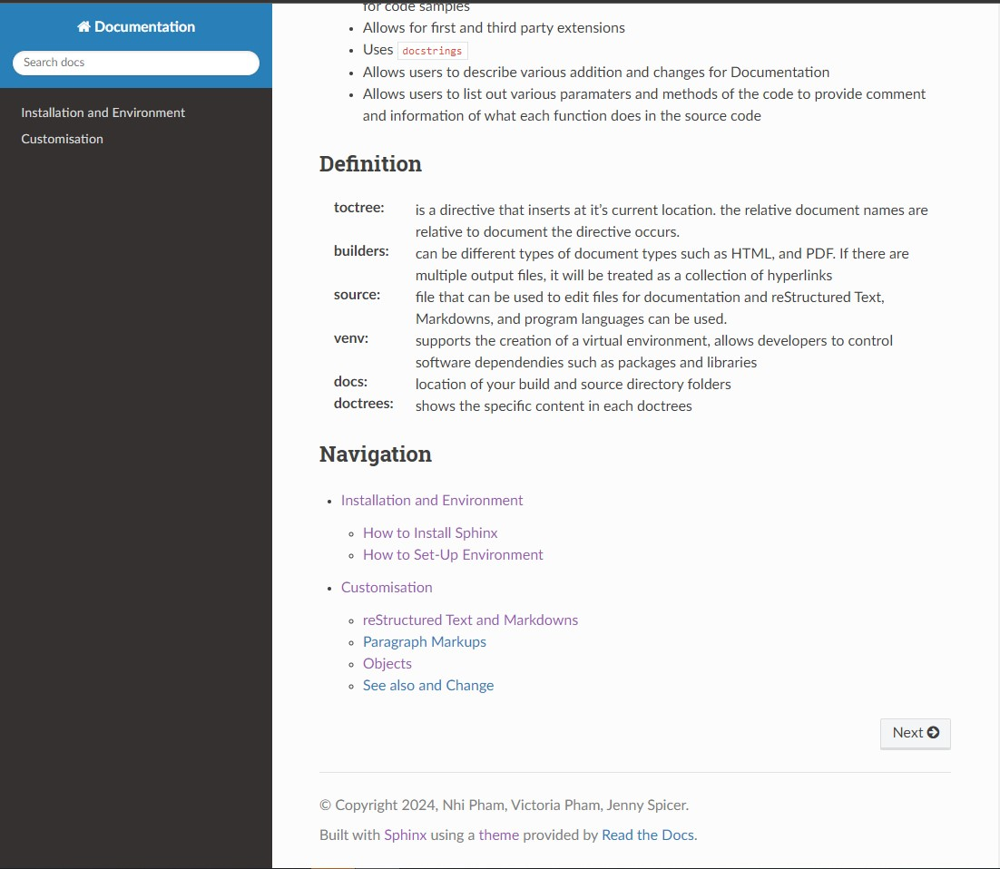 Documentation
Search docs
Installation and Environment
Customisation
for code samples
Allows for first and third party extensions
Uses docstrings
Allows users to describe various addition and changes for Documentation
Allows users to list out various paramaters and methods of the code to provide comment
and information of what each function does in the source code
Definition
toctree: is a directive that inserts at it’s current location. the relative document names are
relative to document the directive occurs.
builders: can be different types of document types such as HTML, and PDF. If there are
multiple output files, it will be treated as a collection of hyperlinks
source: file that can be used to edit files for documentation and reStructured Text,
Markdowns, and program languages can be used.
venv: supports the creation of a virtual environment, allows developers to control
software dependendies such as packages and libraries
docs: location of your build and source directory folders
doctrees: shows the specific content in each doctrees
Navigation
Installation and Environment
How to Install Sphinx
How to Set-Up Environment
Customisation
reStructured Text and Markdowns
Paragraph Markups
Objects
See also and Change
Next
© Copyright 2024, Nhi Pham, Victoria Pham, Jenny Spicer.
Built with Sphinx using a theme provided by Read the Docs.